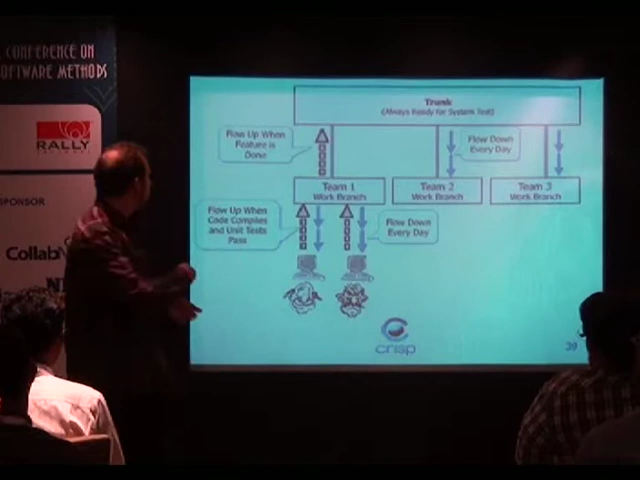 CONFERENCE ON
SOFTWARE METHODS
RALLY
SPONSOR
Trunk
(Always Ready for System Test)
Flow Up When
Feature is
Done
Flow Down
Every Day
Team 1
Work Branch
Team 2
Work Branch
Team 3
Work Branch
Flow Up When
Code Compiles
and Unit Tests
Pass
Flow Down
Every Day
crisp
39